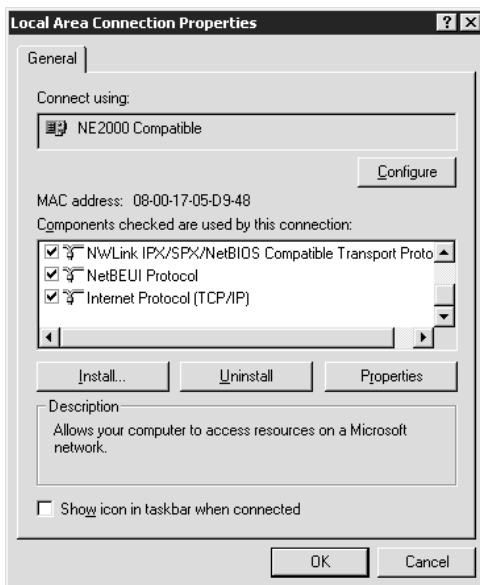 Local Area Connection Properties
General
Connect using:
NE2000 Compatible
Configure
MAC address: 08-00-17-05-D9-48
Components checked are used by this connection:
NWLink IPX/SPX/NetBIOS Compatible Transport Proto
NetBEUI Protocol
Internet Protocol (TCP/IP)
Install... Uninstall Properties
Description
Allows your computer to access resources on a Microsoft
network.
Show icon in taskbar when connected
OK Cancel